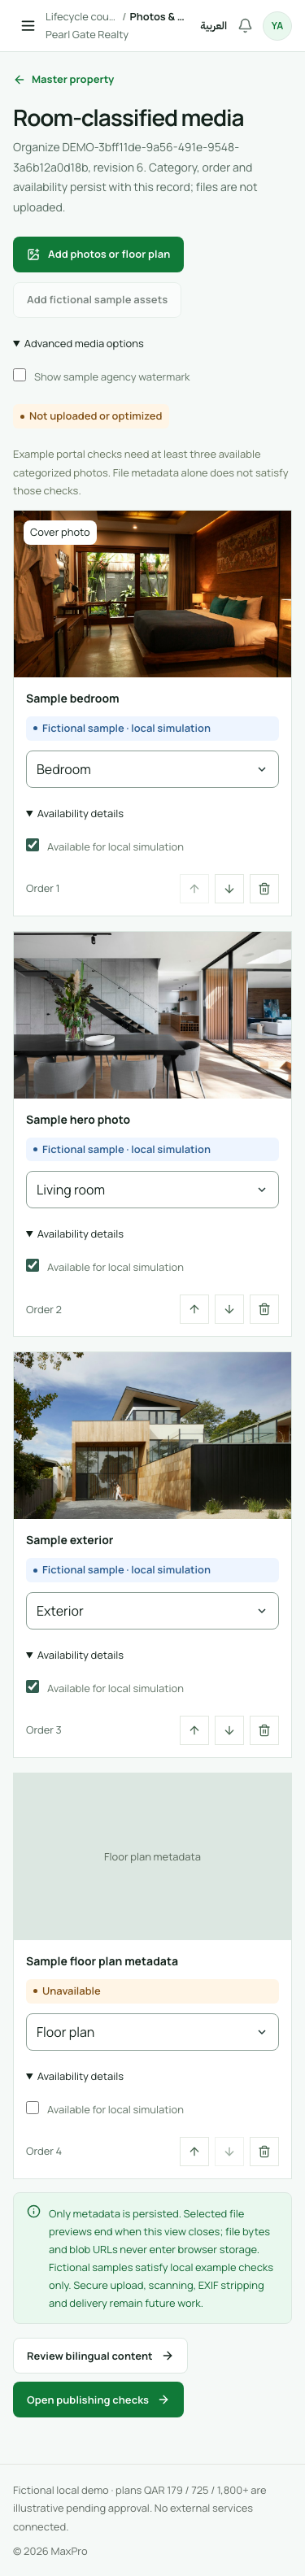 Lifecycle cou... / Photos & ...
العربية
YA
Pearl Gate Realty
Master property
Room-classified media
Organize DEMO-3bff11de-9a56-491e-9548-
3a6b12a0d18b, revision 6. Category, order and
availability persist with this record; files are not
uploaded.
Add photos or floor plan
Add fictional sample assets
Advanced media options
Show sample agency watermark
Not uploaded or optimized
Example portal checks need at least three available
categorized photos. File metadata alone does not satisfy
those checks.
Cover photo
Sample bedroom
Fictional sample · local simulation
Bedroom
Availability details
Available for local simulation
Order 1
Sample hero photo
Fictional sample · local simulation
Living room
Availability details
Available for local simulation
Order 2
Sample exterior
Fictional sample · local simulation
Exterior
Availability details
Available for local simulation
Order 3
Floor plan metadata
Sample floor plan metadata
Unavailable
Floor plan
Availability details
Available for local simulation
Order 4
Only metadata is persisted. Selected file
previews end when this view closes; file bytes
and blob URLs never enter browser storage.
Fictional samples satisfy local example checks
only. Secure upload, scanning, EXIF stripping
and delivery remain future work.
Review bilingual content
Open publishing checks
Fictional local demo · plans QAR 179 / 725 / 1,800+ are
illustrative pending approval. No external services
connected.
© 2026 MaxPro